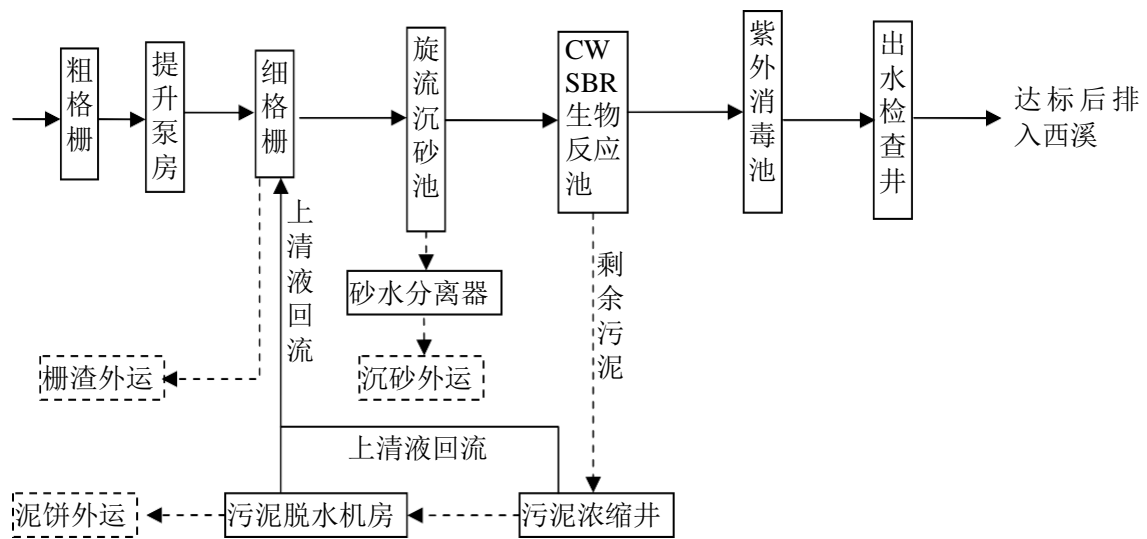 粗格栅
提升泵房
细格栅
旋流沉砂池
CW
SBR
生物
反应
池
紫外消毒池
出水检查井
达标后排
入西溪
上清液回流
砂水分离器
剩余污泥
栅渣外运
沉砂外运
上清液回流
泥饼外运
污泥脱水机房
污泥浓缩井